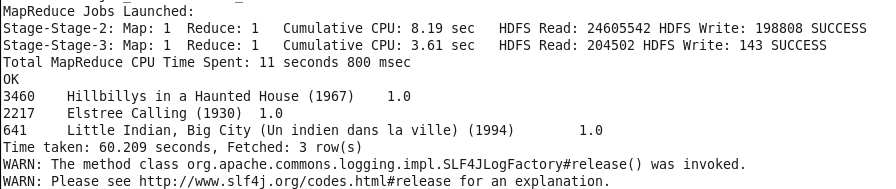 MapReduce Jobs Launched:
Stage-Stage-2: Map: 1  Reduce: 1   Cumulative CPU: 8.19 sec   HDFS Read: 24605542 HDFS Write: 198808 SUCCESS
Stage-Stage-3: Map: 1  Reduce: 1   Cumulative CPU: 3.61 sec   HDFS Read: 204502 HDFS Write: 143 SUCCESS
Total MapReduce CPU Time Spent: 11 seconds 800 msec
OK
3460    Hillbillys in a Haunted House (1967)    1.0
2217    Elstree Calling (1930)  1.0
641     Little Indian, Big City (Un indien dans la ville) (1994)        1.0
Time taken: 60.209 seconds, Fetched: 3 row(s)
WARN: The method class org.apache.commons.logging.impl.SLF4JLogFactory#release() was invoked.
WARN: Please see http://www.slf4j.org/codes.html#release for an explanation.